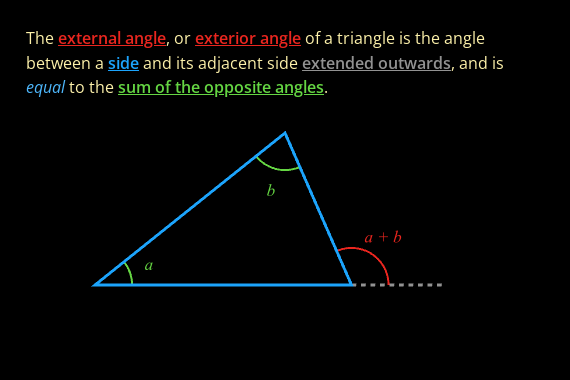 The external angle, or exterior angle of a triangle is the angle
between a side and its adjacent side extended outwards, and is
equal to the sum of the opposite angles.
b
a + b
a